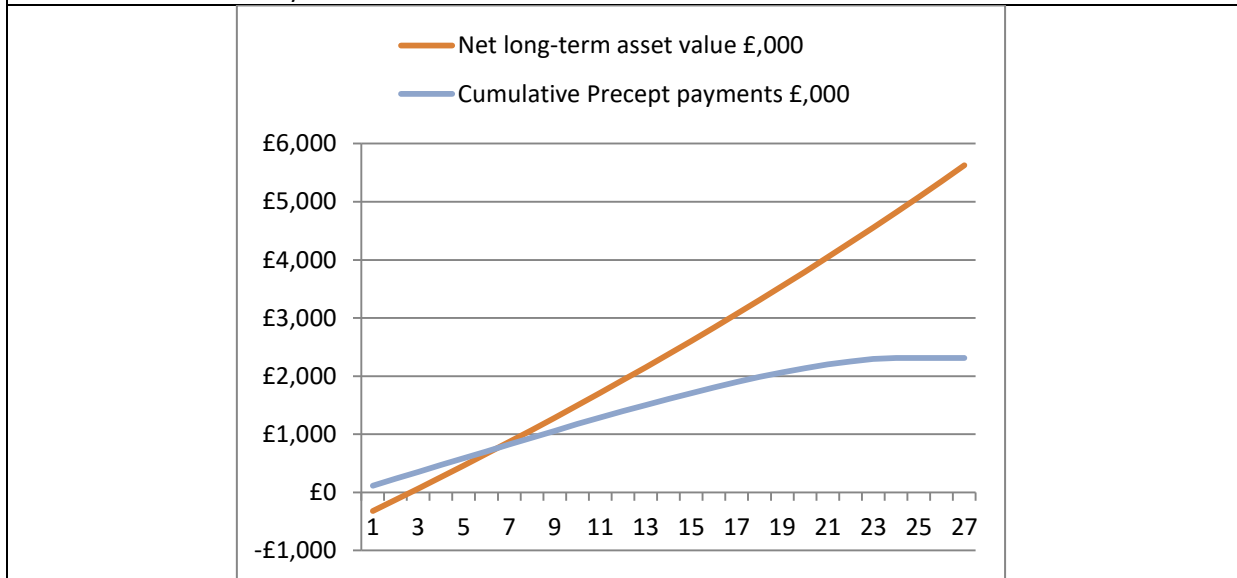 Net long-term asset value £,000
Cumulative Precept payments £,000
£6,000
£5,000
£4,000
£3,000
£2,000
£1,000
£0
1 3 5 7 9 11 13 15 17 19 21 23 25 27
-£1,000